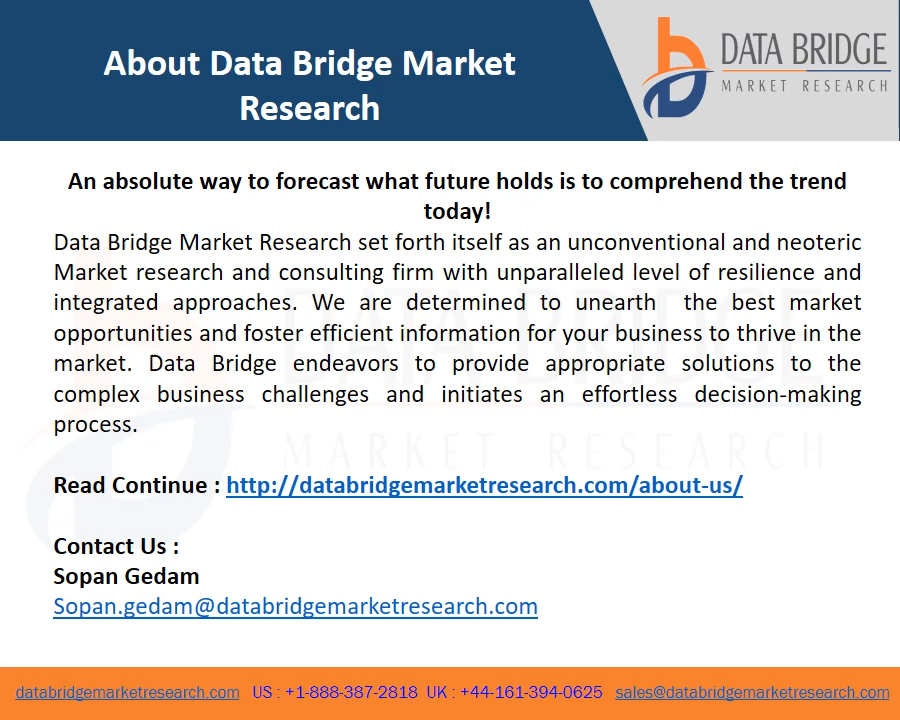 About Data Bridge Market
Research
DATA BRIDGE
MARKET RESEARCH
An absolute way to forecast what future holds is to comprehend the trend
today!
Data Bridge Market Research set forth itself as an unconventional and neoteric
Market research and consulting firm with unparalleled level of resilience and
integrated approaches. We are determined to unearth the best market
opportunities and foster efficient information for your business to thrive in the
market. Data Bridge endeavors to provide appropriate solutions to the
complex business challenges and initiates an effortless decision-making
process.
DATA BRIDGE
MARKET RESEARCH
Read Continue : http://databridgemarketresearch.com/about-us/
Contact Us :
Sopan Gedam
Sopan.gedam@databridgemarketresearch.com
databridgemarketresearch.com US : +1-888-387-2818 UK : +44-161-394-0625 sales@databridgemarketresearch.com